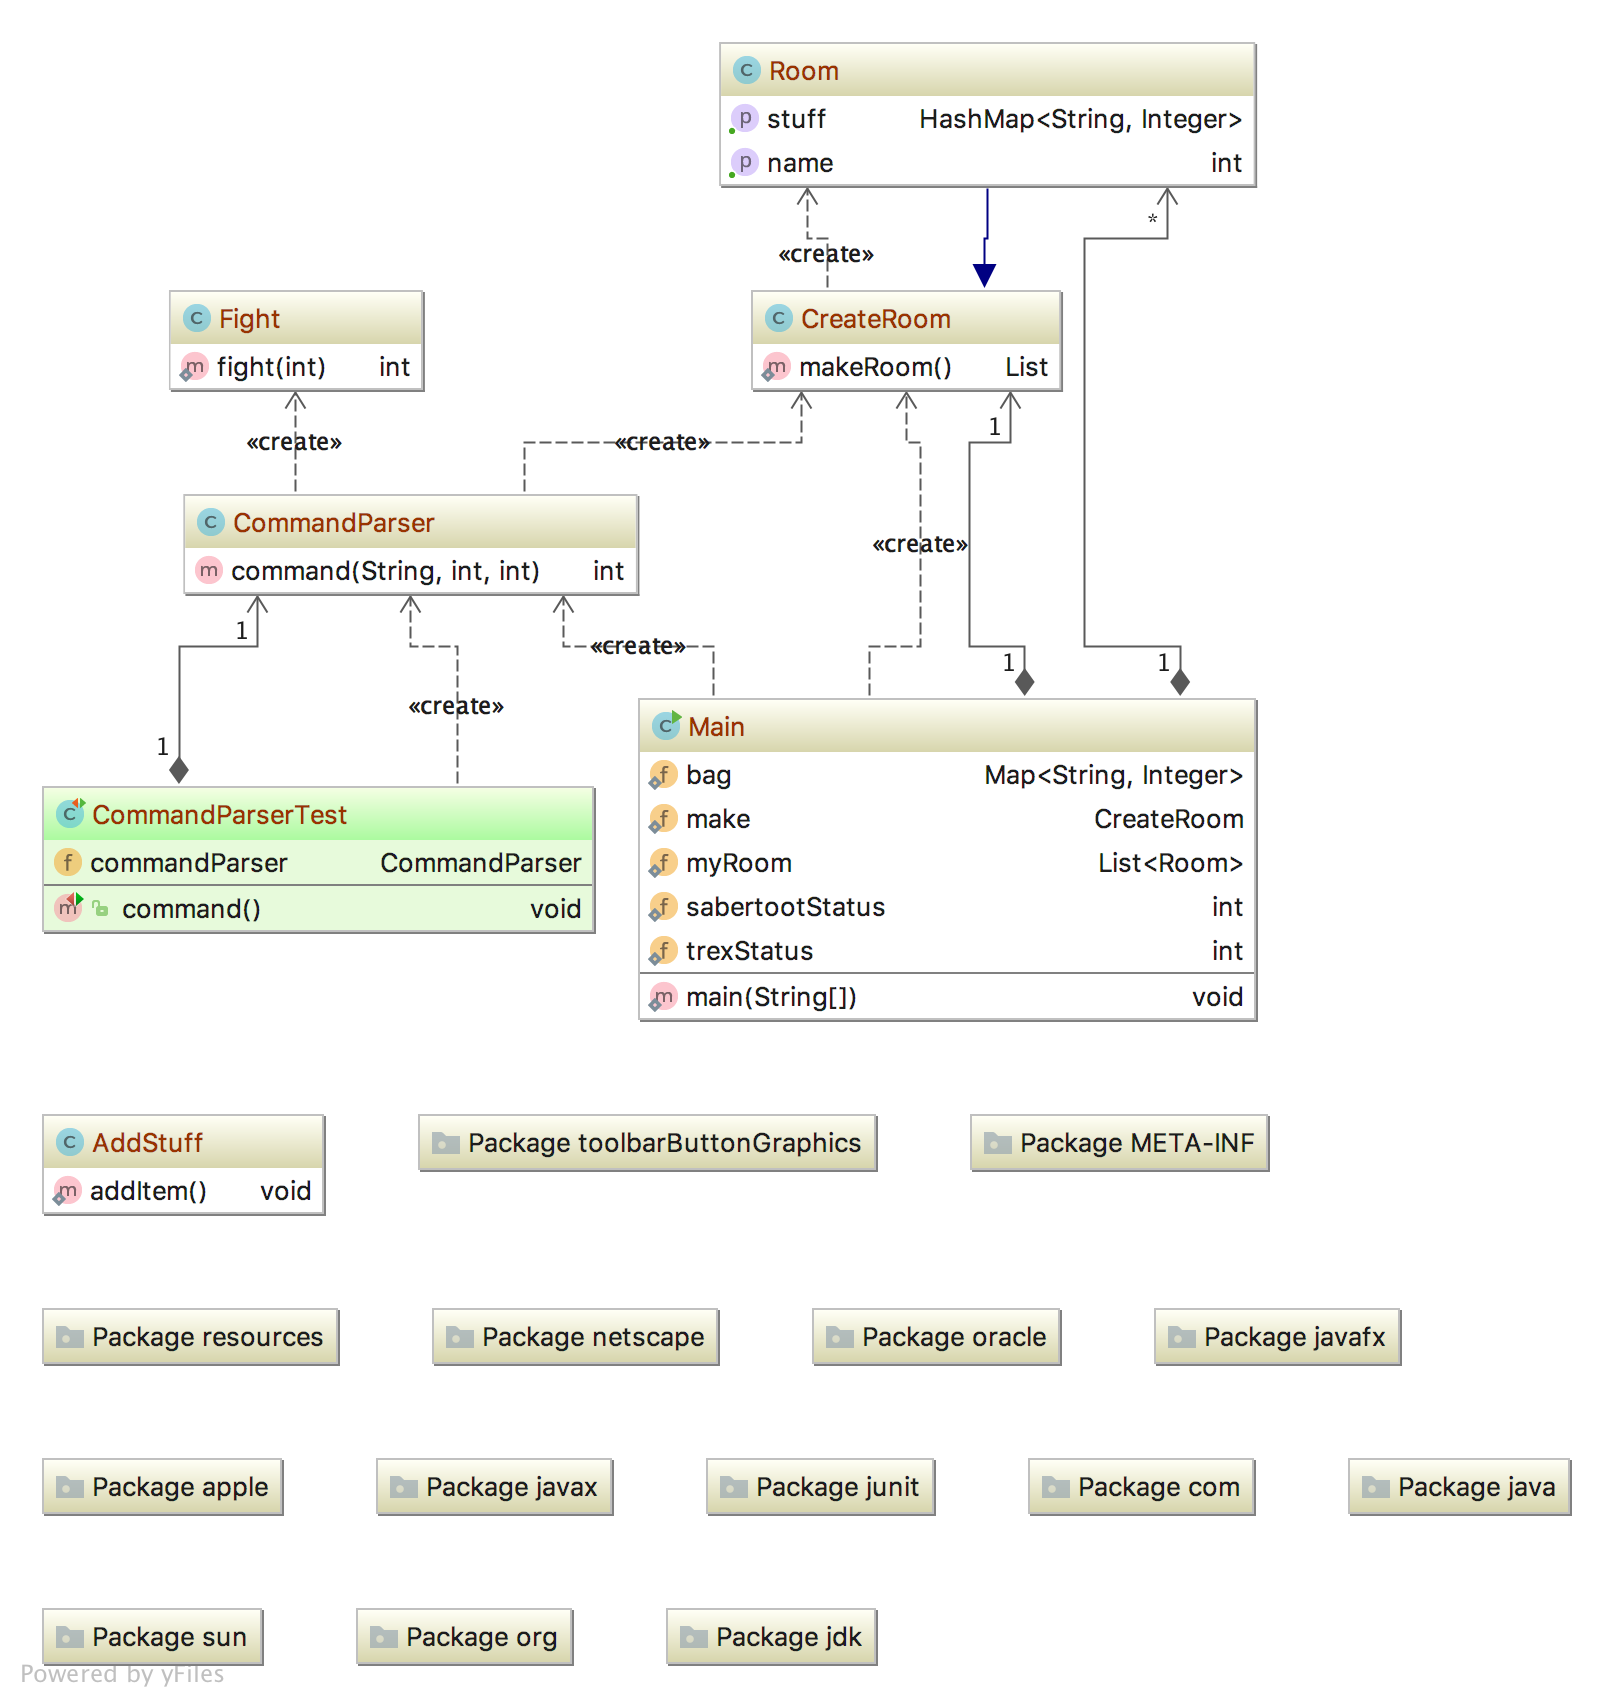 Room
stuff HashMap<String, Integer>
name int
*
«create»
Fight
fight(int) int
CreateRoom
makeRoom() List
1
«create»
«create»
CommandParser
command(String, int, int) int
«create»
1
«create»
1
1
«create»
1
Main
bag Map<String, Integer>
make CreateRoom
myRoom List<Room>
sabertootStatus int
trexStatus int
main(String[]) void
CommandParserTest
commandParser CommandParser
command() void
AddStuff
addItem() void
Package toolbarButtonGraphics
Package META-INF
Package resources
Package netscape
Package oracle
Package javafx
Package apple
Package javax
Package junit
Package com
Package java
Package sun
Package org
Package jdk
Powered by yFiles
C
p
p
C
m
C
m
C
m
C
f
f
f
f
f
m
C
f
m
C
m